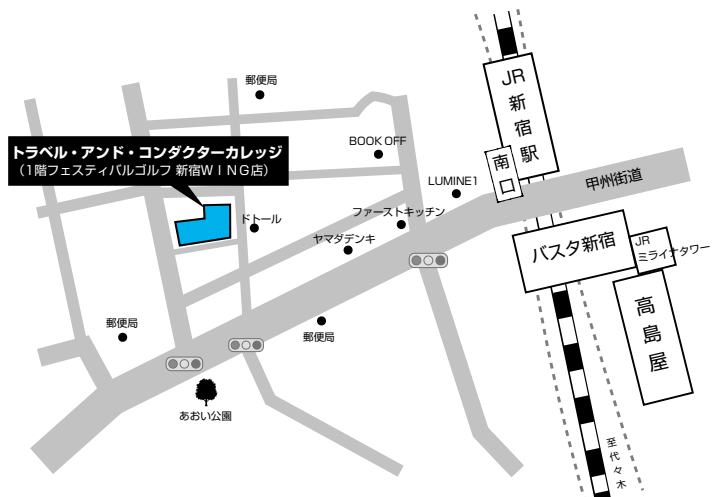 郵便局
JR新宿駅
BOOK OFF
トラベル・アンド・コンダクターカレッジ
（1階フェスティバルゴルフ 新宿WING店）
南口
LUMINE1
甲州街道
ファーストキッチン
ドトール
ヤマダデンキ
バスタ新宿
JR
ミライナタワー
高島屋
郵便局
郵便局
あおい公園
至代々木